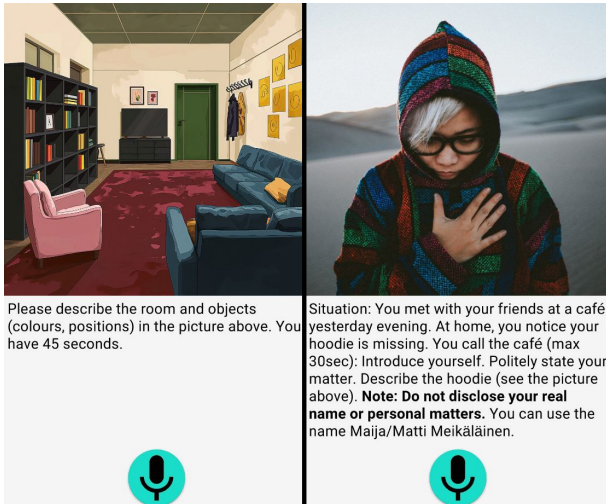 Please describe the room and objects
(colours, positions) in the picture above. You
have 45 seconds.
Situation: You met with your friends at a café
yesterday evening. At home, you notice your
hoodie is missing. You call the café (max
30sec): Introduce yourself. Politely state your
matter. Describe the hoodie (see the picture
above). Note: Do not disclose your real
name or personal matters. You can use the
name Maija/Matti Meikäläinen.